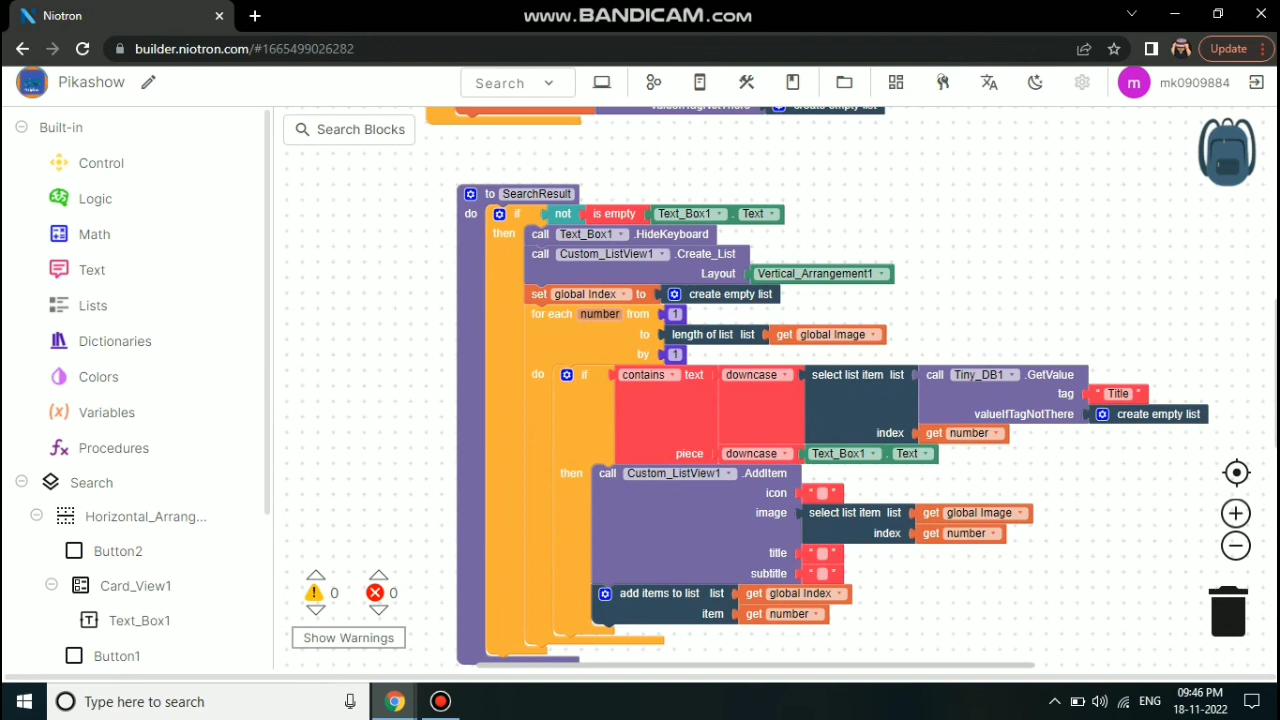 Niotron
www.BANDICAM.com
builder.niotron.com/#1665499026282
Update
Pikashow
Search
m
mk0909884
create empty list
Built-in
Search Blocks
Control
Logic
Math
Text
Lists
Dictionaries
Colors
Variables
Procedures
Search
Horizontal_Arrang...
Button2
Card_View1
Text_Box1
Button1
to SearchResult
do if not is empty Text_Box1 . Text
then call Text_Box1 .HideKeyboard
call Custom_ListView1 .Create_List
Layout Vertical_Arrangement1
set global Index to create empty list
for each number from 1
to length of list list get global Image
by 1
do if contains text downcase select list item list call Tiny_DB1 .GetValue
tag " Title "
valueIfTagNotThere create empty list
index get number
piece downcase Text_Box1 . Text
then call Custom_ListView1 .AddItem
icon " "
image select list item list get global Image
index get number
title " "
subtitle " "
add items to list list get global Index
item get number
0 0
Show Warnings
Type here to search
ENG
09:46 PM
18-11-2022